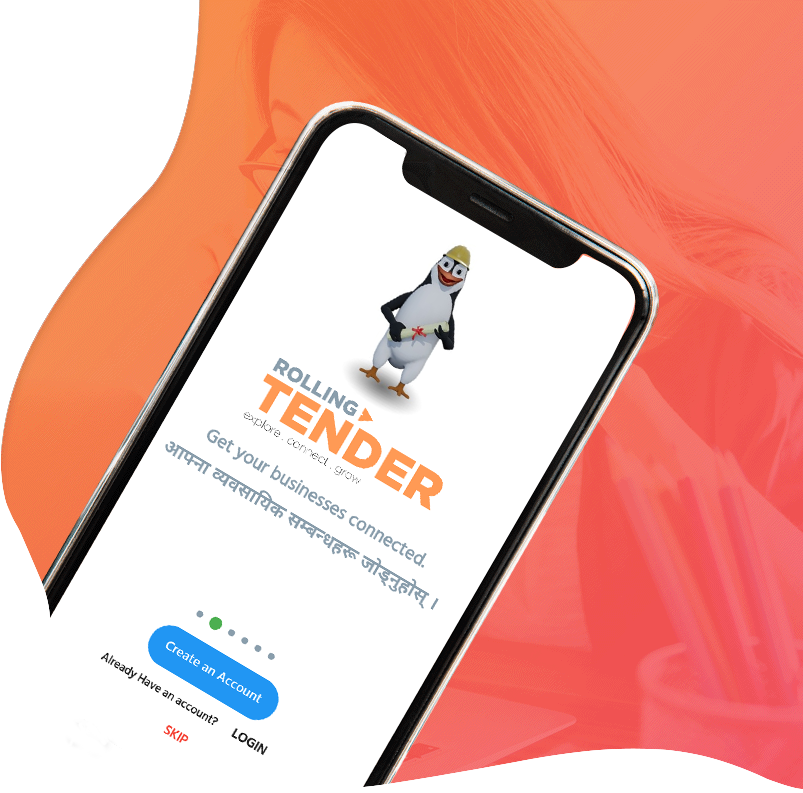 ROLLING
TENDER
explore . connect . grow
Get your businesses connected.
आफ्ना व्यवसायिक सम्बन्धहरू जोड्नुहोस् ।
Create an Account
Already Have an account? LOGIN
SKIP